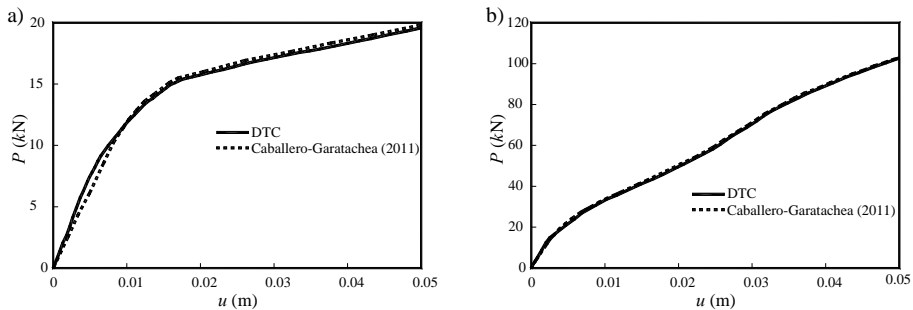 a)
20
15
10
5
0
P (kN)
DTC
Caballero-Garatachea (2011)
0 0.01 0.02 0.03 0.04 0.05
u (m)
b)
120
100
80
60
40
20
0
P (kN)
DTC
Caballero-Garatachea (2011)
0 0.01 0.02 0.03 0.04 0.05
u (m)